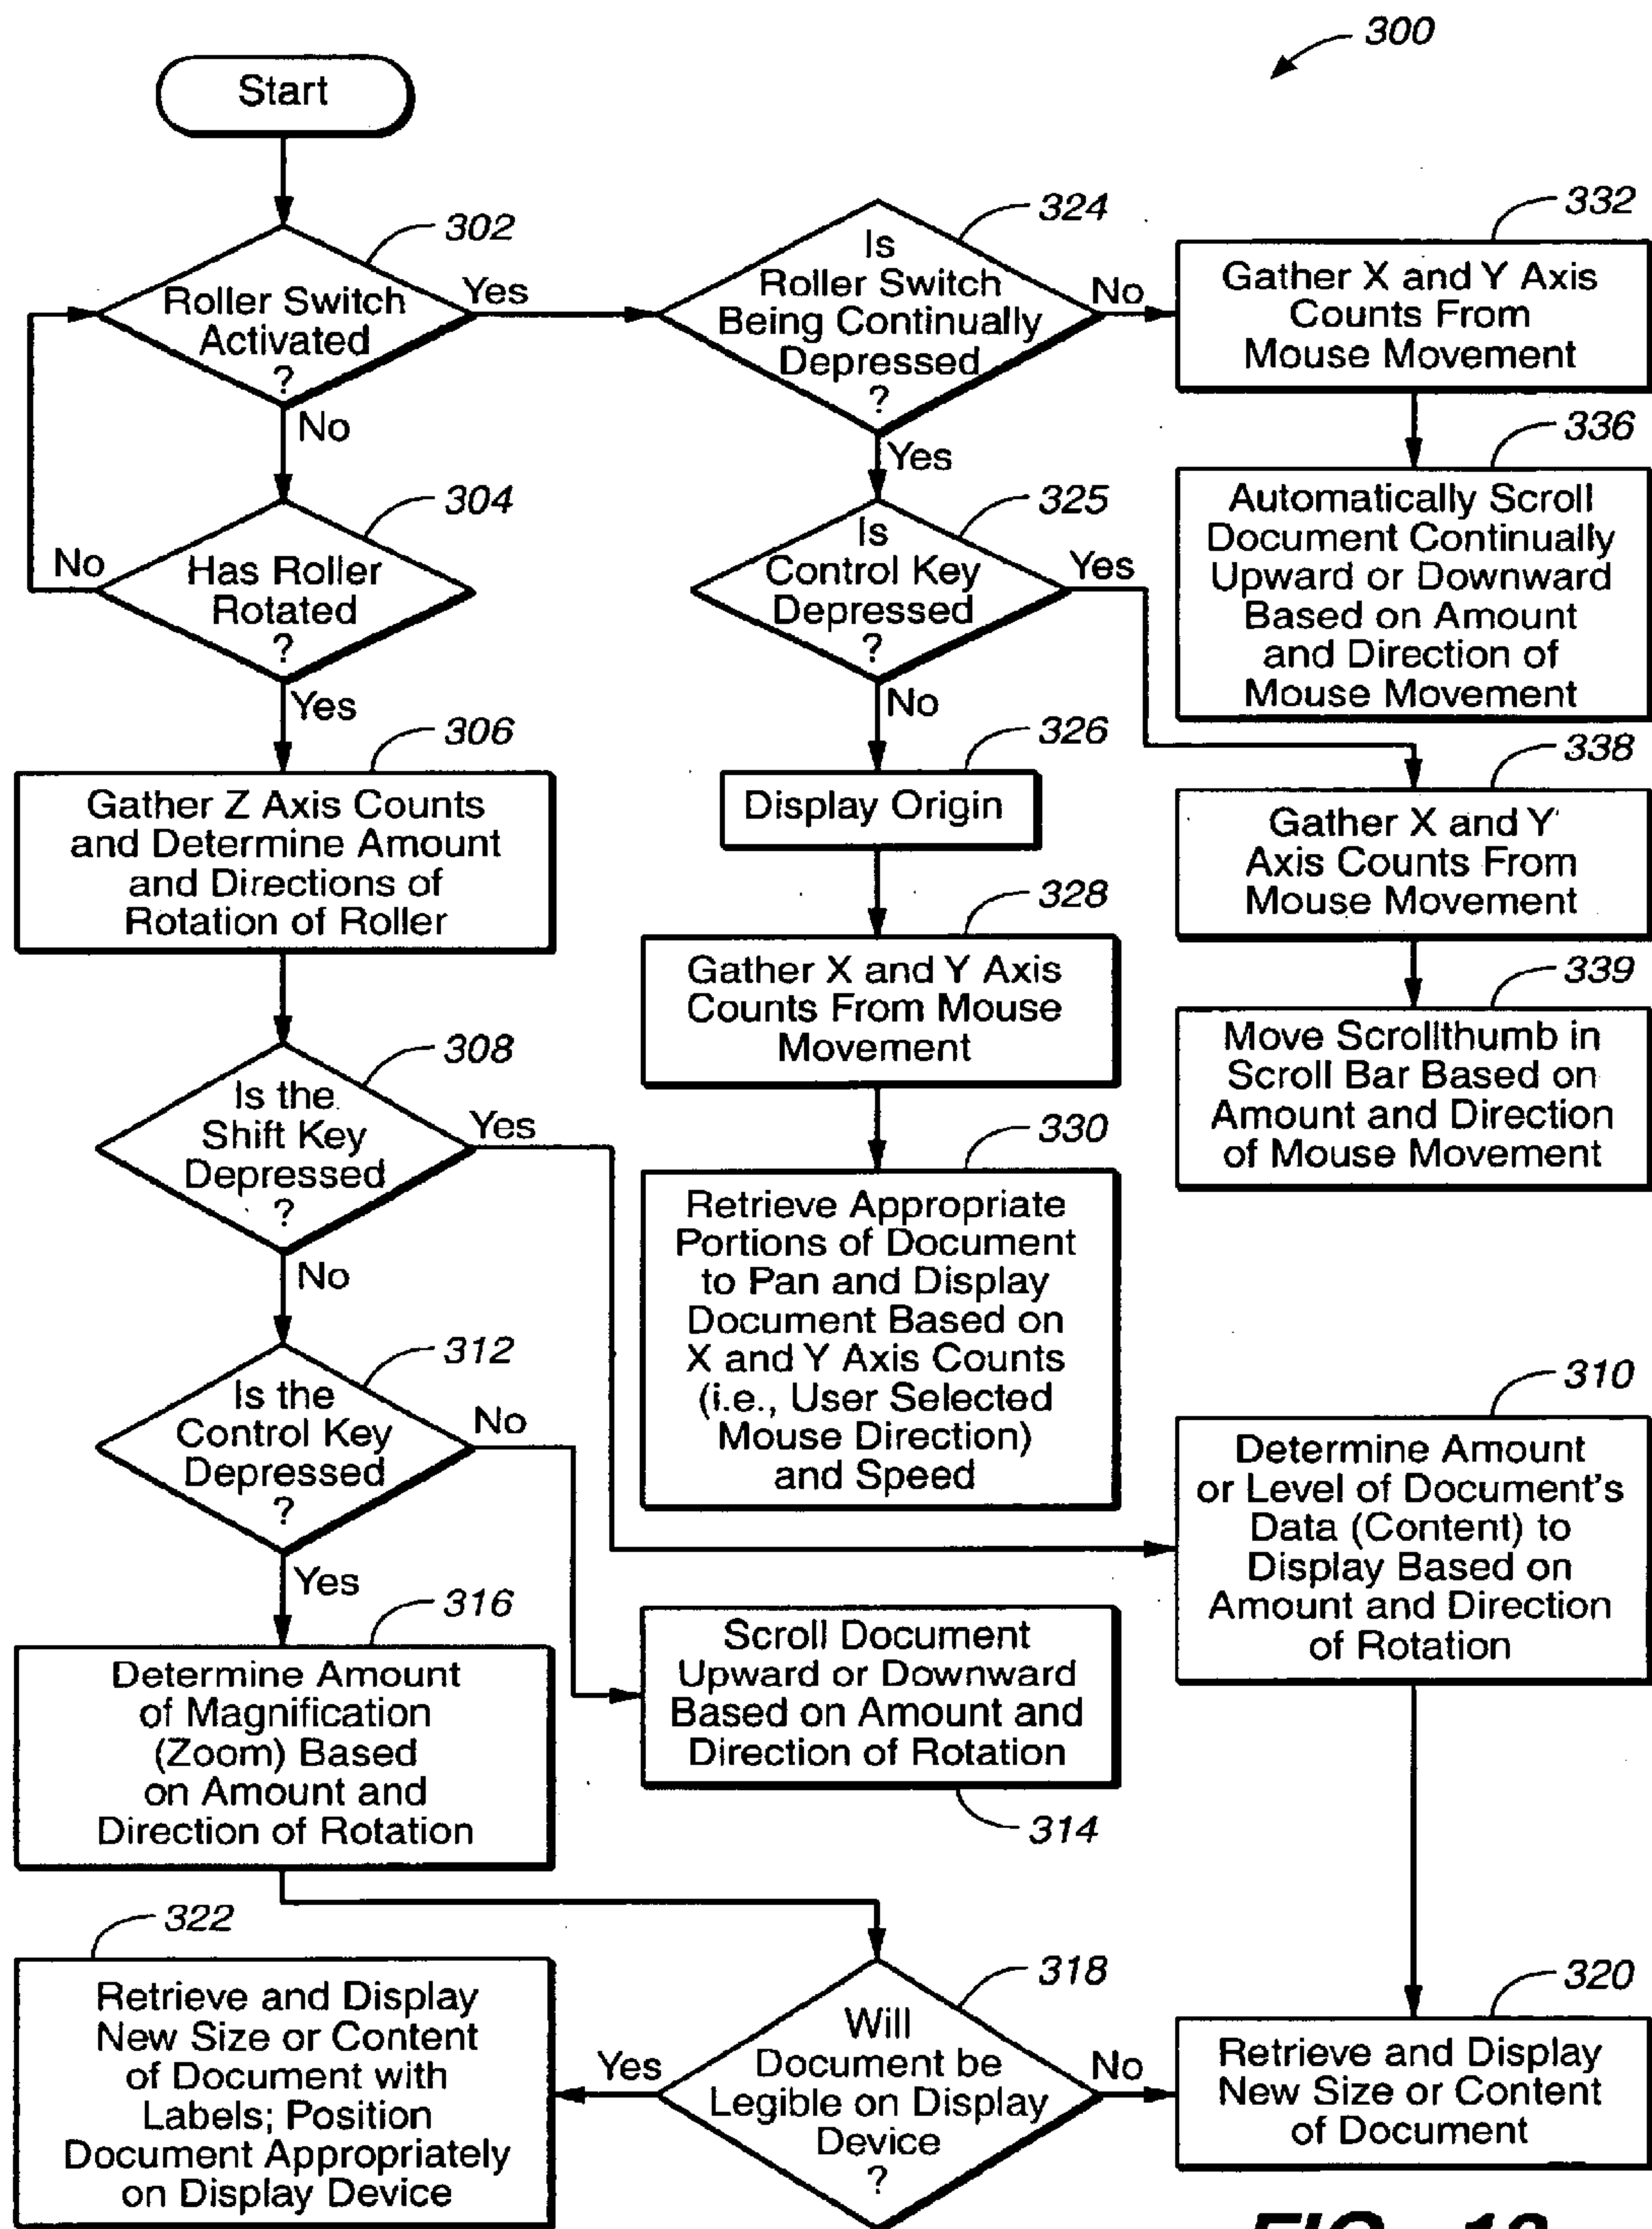 300
Start
302
Roller Switch
Activated
?
Yes
No
304
Has Roller
Rotated
?
No
Yes
306
Gather Z Axis Counts
and Determine Amount
and Directions of
Rotation of Roller
308
Is the
Shift Key
Depressed
?
Yes
No
312
Is the
Control Key
Depressed
?
No
Yes
316
Determine Amount
of Magnification
(Zoom) Based
on Amount and
Direction of Rotation
322
Retrieve and Display
New Size or Content
of Document with
Labels; Position
Document Appropriately
on Display Device
324
Is
Roller Switch
Being Continually
Depressed
?
No
Yes
325
Is
Control Key
Depressed
?
Yes
No
326
Display Origin
328
Gather X and Y Axis
Counts From Mouse
Movement
330
Retrieve Appropriate
Portions of Document
to Pan and Display
Document Based on
X and Y Axis Counts
(i.e., User Selected
Mouse Direction)
and Speed
Scroll Document
Upward or Downward
Based on Amount and
Direction of Rotation
314
318
Will
Document be
Legible on Display
Device
?
Yes
No
332
Gather X and Y Axis
Counts From
Mouse Movement
336
Automatically Scroll
Document Continually
Upward or Downward
Based on Amount
and Direction of
Mouse Movement
338
Gather X and Y
Axis Counts From
Mouse Movement
339
Move Scrollthumb in
Scroll Bar Based on
Amount and Direction
of Mouse Movement
310
Determine Amount
or Level of Document's
Data (Content) to
Display Based on
Amount and Direction
of Rotation
320
Retrieve and Display
New Size or Content
of Document